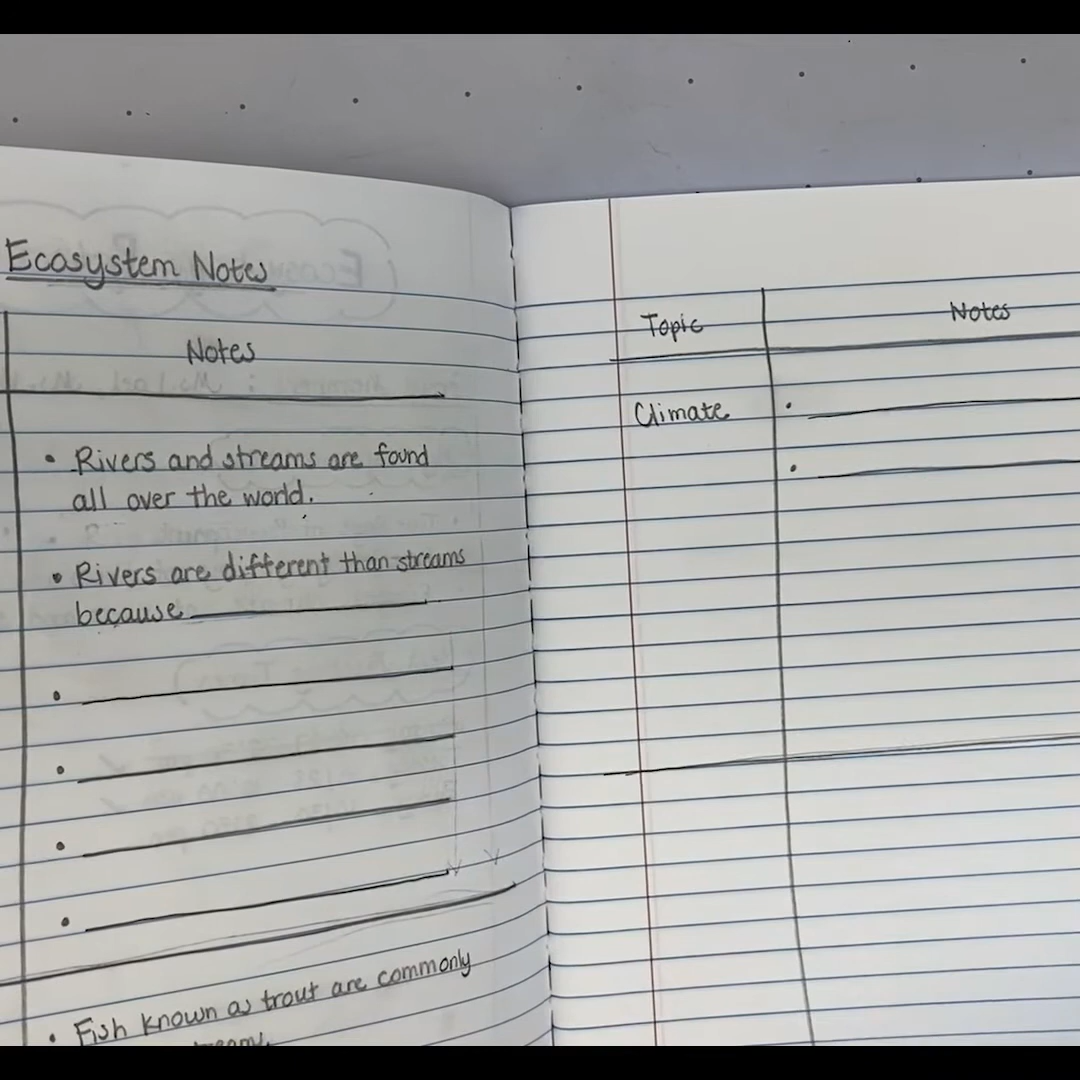 Ecosystem Notes
Notes
• Rivers and streams are found
all over the world.
• Rivers are different than streams
because
• Fish known as trout are commonly
Topic
Notes
Climate